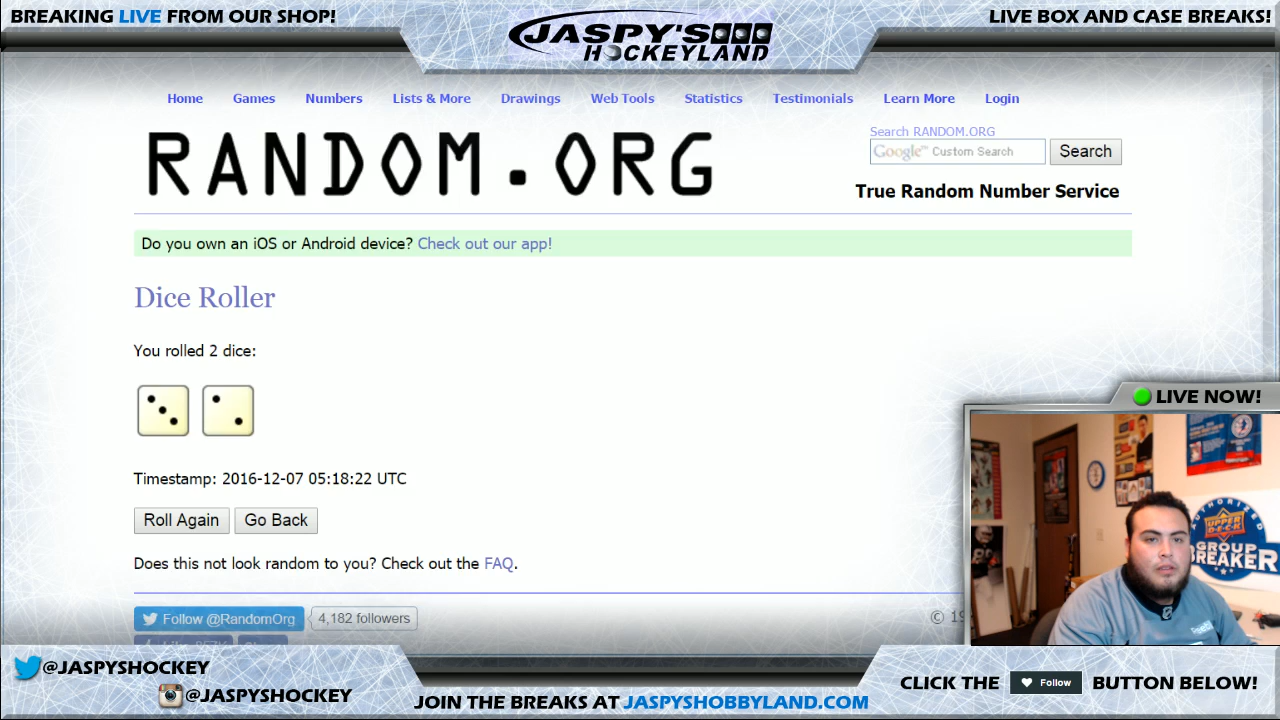 BREAKING LIVE FROM OUR SHOP!
JASPY'S
HOCKEYLAND
LIVE BOX AND CASE BREAKS!
Home Games Numbers Lists & More Drawings Web Tools Statistics Testimonials Learn More Login
RANDOM.ORG
Search RANDOM.ORG
Google™ Custom Search Search
True Random Number Service
Do you own an iOS or Android device? Check out our app!
Dice Roller
You rolled 2 dice:
Timestamp: 2016-12-07 05:18:22 UTC
Roll Again Go Back
Does this not look random to you? Check out the FAQ.
Follow @RandomOrg 4,182 followers
LIVE NOW!
AUTHORIZED
UPPER DECK
GROUP
BREAKER
@JASPYSHOCKEY
@JASPYSHOCKEY
JOIN THE BREAKS AT JASPYSHOBBYLAND.COM
CLICK THE Follow BUTTON BELOW!